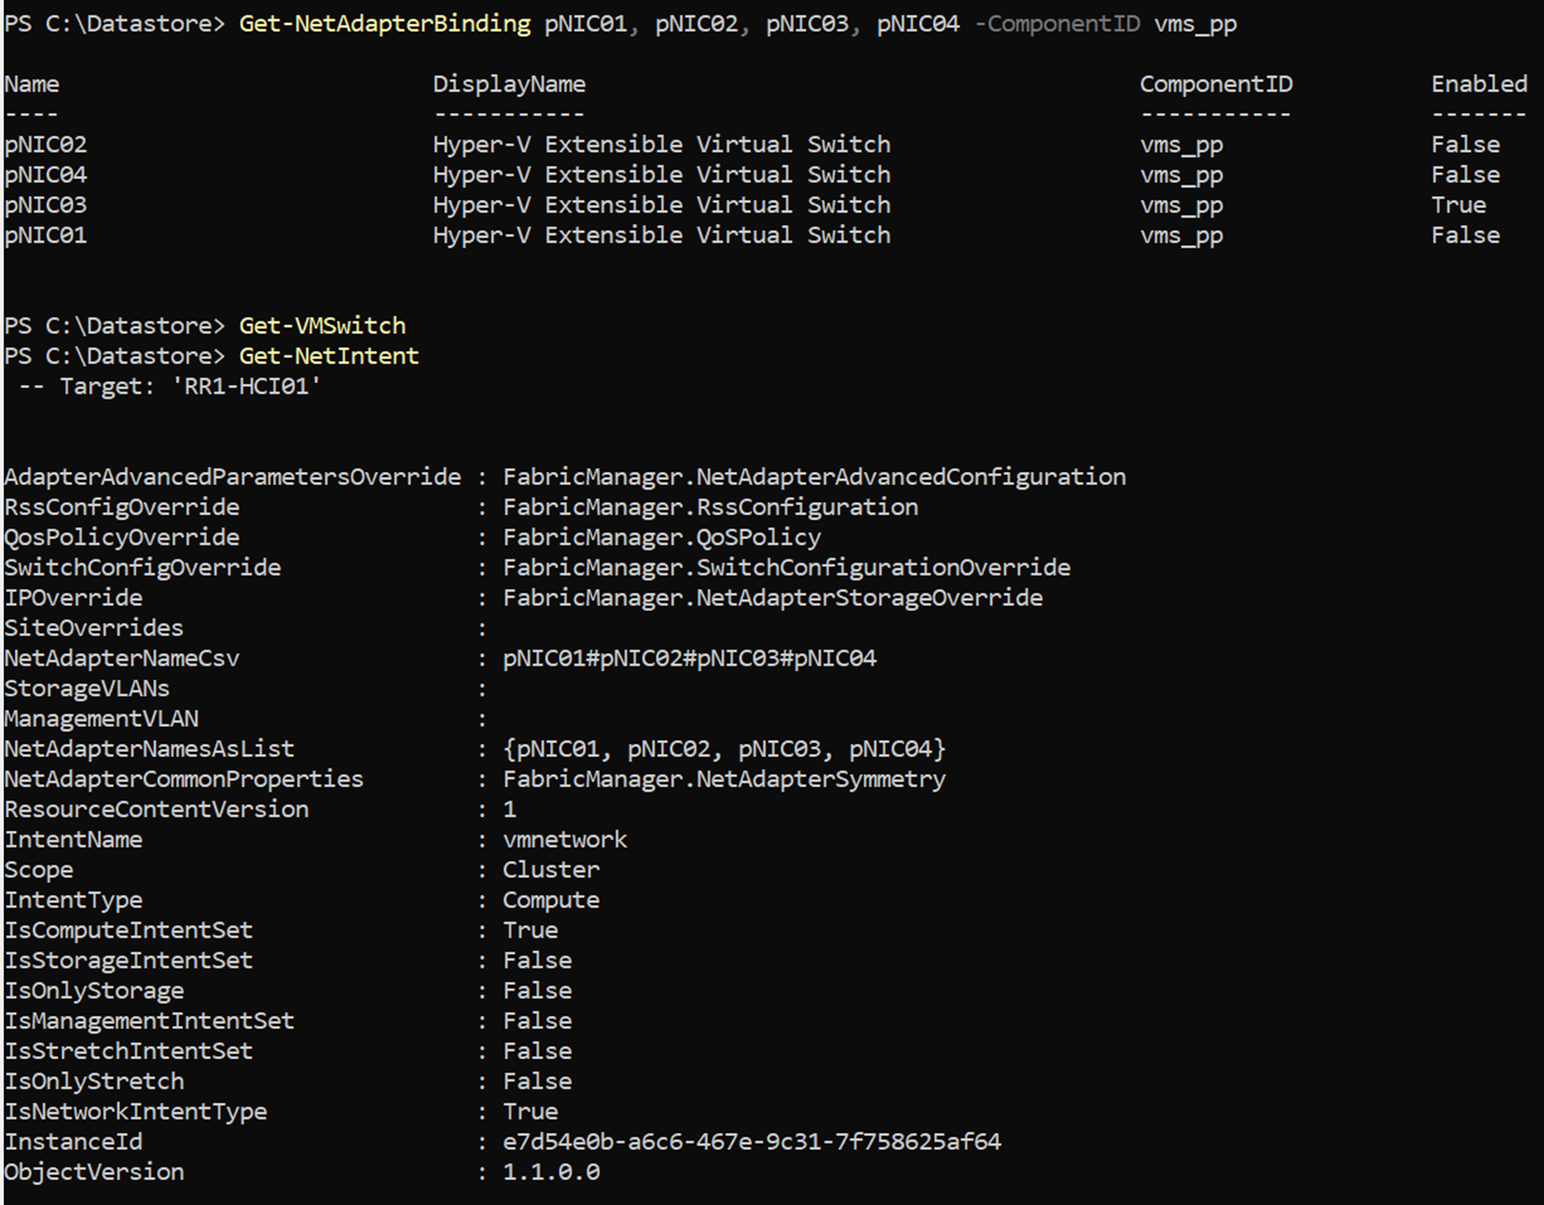 PS C:\Datastore> Get-NetAdapterBinding pNIC01, pNIC02, pNIC03, pNIC04 -ComponentID vms_pp
Name DisplayName ComponentID Enabled
---- ----------- ----------- -------
pNIC02 Hyper-V Extensible Virtual Switch vms_pp False
pNIC04 Hyper-V Extensible Virtual Switch vms_pp False
pNIC03 Hyper-V Extensible Virtual Switch vms_pp True
pNIC01 Hyper-V Extensible Virtual Switch vms_pp False
PS C:\Datastore> Get-VMSwitch
PS C:\Datastore> Get-NetIntent
-- Target: 'RR1-HCI01'
AdapterAdvancedParametersOverride : FabricManager.NetAdapterAdvancedConfiguration
RssConfigOverride : FabricManager.RssConfiguration
QosPolicyOverride : FabricManager.QoSPolicy
SwitchConfigOverride : FabricManager.SwitchConfigurationOverride
IPOverride : FabricManager.NetAdapterStorageOverride
SiteOverrides :
NetAdapterNameCsv : pNIC01#pNIC02#pNIC03#pNIC04
StorageVLANs :
ManagementVLAN :
NetAdapterNamesAsList : {pNIC01, pNIC02, pNIC03, pNIC04}
NetAdapterCommonProperties : FabricManager.NetAdapterSymmetry
ResourceContentVersion : 1
IntentName : vmnetwork
Scope : Cluster
IntentType : Compute
IsComputeIntentSet : True
IsStorageIntentSet : False
IsOnlyStorage : False
IsManagementIntentSet : False
IsStretchIntentSet : False
IsOnlyStretch : False
IsNetworkIntentType : True
InstanceId : e7d54e0b-a6c6-467e-9c31-7f758625af64
ObjectVersion : 1.1.0.0